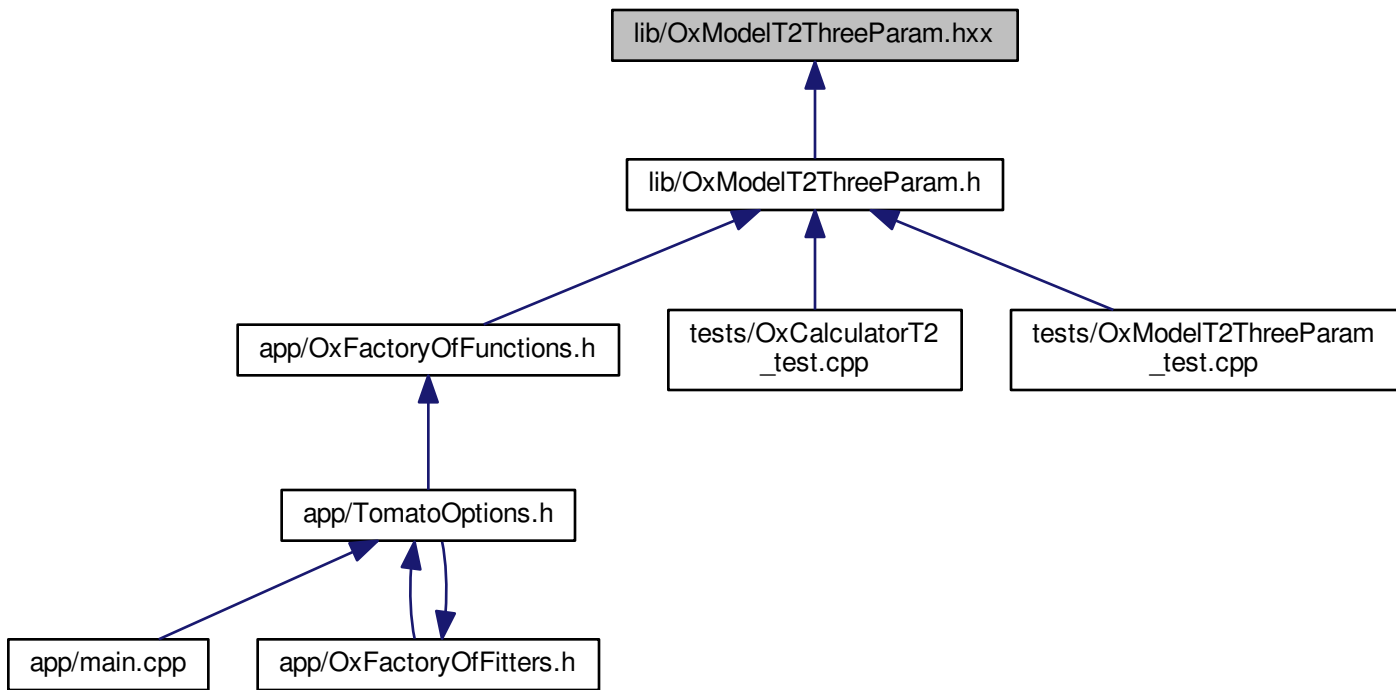 lib/OxModelT2ThreeParam.hxx
lib/OxModelT2ThreeParam.h
app/OxFactoryOfFunctions.h
tests/OxCalculatorT2
_test.cpp
tests/OxModelT2ThreeParam
_test.cpp
app/TomatoOptions.h
app/main.cpp
app/OxFactoryOfFitters.h